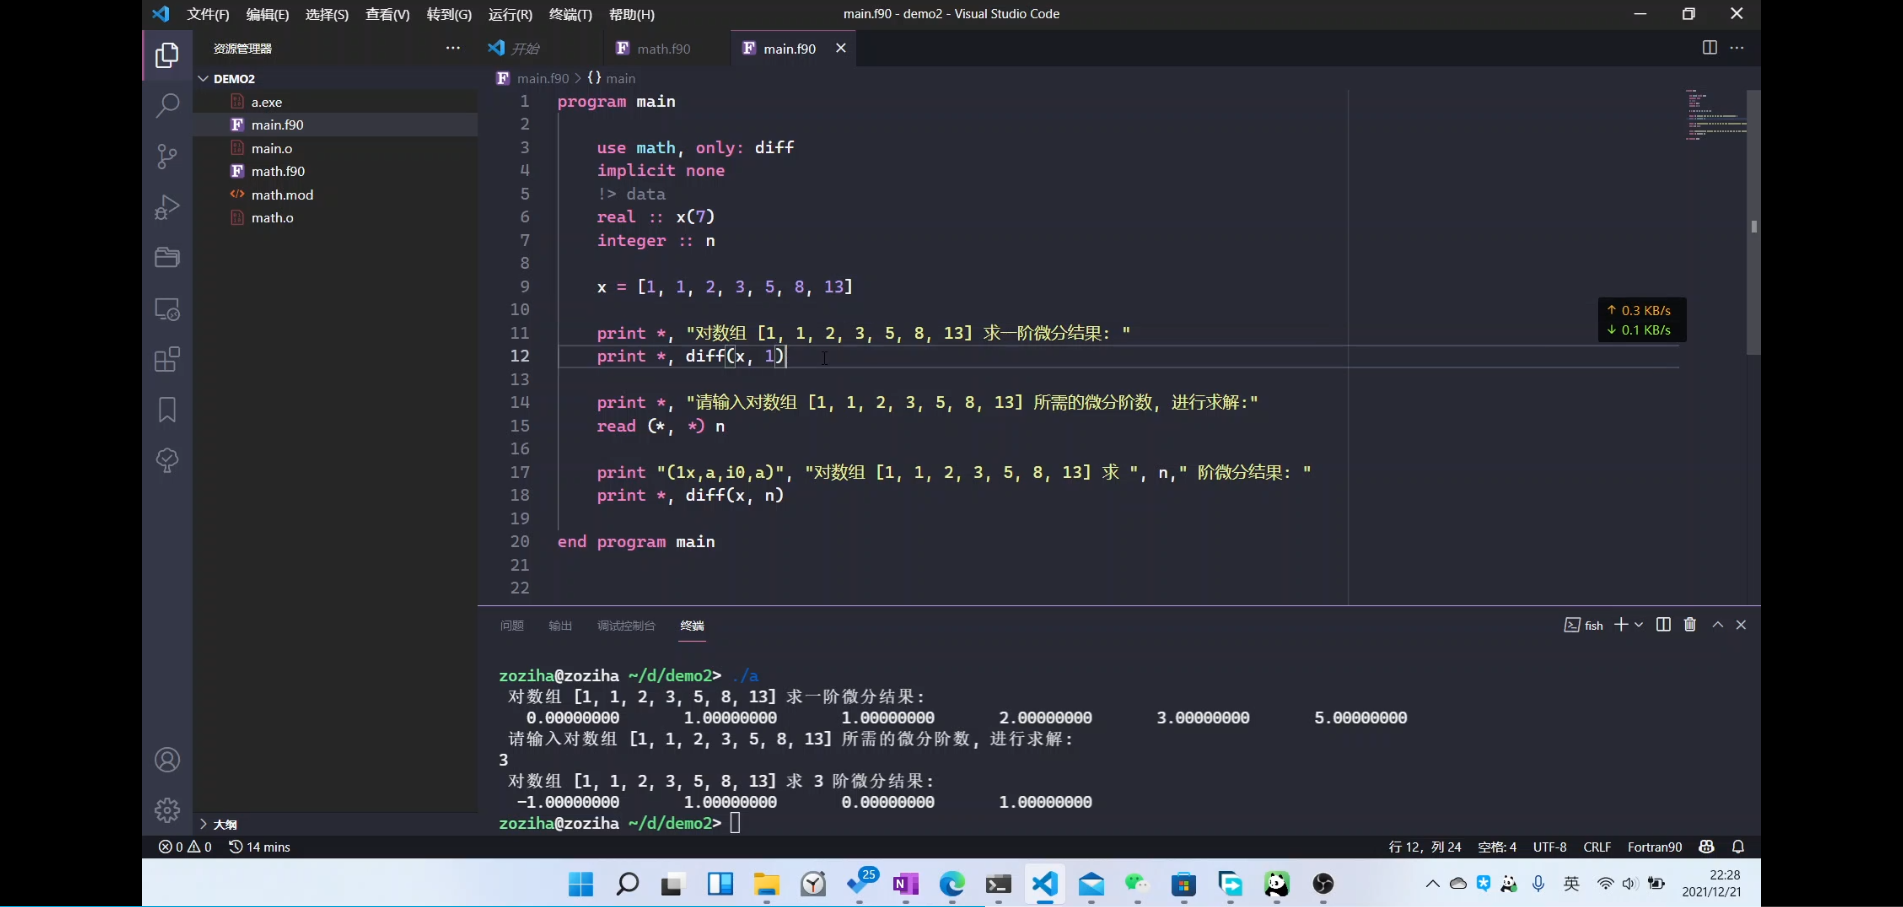 文件(F) 编辑(E) 选择(S) 查看(V) 转到(G) 运行(R) 终端(T) 帮助(H) main.f90 - demo2 - Visual Studio Code
资源管理器 ···
开始 math.f90 main.f90
DEMO2
a.exe
main.f90
main.o
math.f90
math.mod
math.o
大纲
main.f90 > {} main
1 program main
2
3 use math, only: diff
4 implicit none
5 !> data
6 real :: x(7)
7 integer :: n
8
9 x = [1, 1, 2, 3, 5, 8, 13]
10
11 print *, "对数组 [1, 1, 2, 3, 5, 8, 13] 求一阶微分结果: "
12 print *, diff(x, 1)
13
14 print *, "请输入对数组 [1, 1, 2, 3, 5, 8, 13] 所需的微分阶数, 进行求解:"
15 read (*, *) n
16
17 print "(1x,a,i0,a)", "对数组 [1, 1, 2, 3, 5, 8, 13] 求 ", n," 阶微分结果: "
18 print *, diff(x, n)
19
20 end program main
21
22
↑ 0.3 KB/s
↓ 0.1 KB/s
问题 输出 调试控制台 终端 fish
zoziha@zoziha ~/d/demo2> ./a
对数组 [1, 1, 2, 3, 5, 8, 13] 求一阶微分结果:
0.00000000 1.00000000 1.00000000 2.00000000 3.00000000 5.00000000
请输入对数组 [1, 1, 2, 3, 5, 8, 13] 所需的微分阶数, 进行求解:
3
对数组 [1, 1, 2, 3, 5, 8, 13] 求 3 阶微分结果:
-1.00000000 1.00000000 0.00000000 1.00000000
zoziha@zoziha ~/d/demo2>
0 0 14 mins 行 12, 列 24 空格: 4 UTF-8 CRLF Fortran90
25 英 22:28
2021/12/21